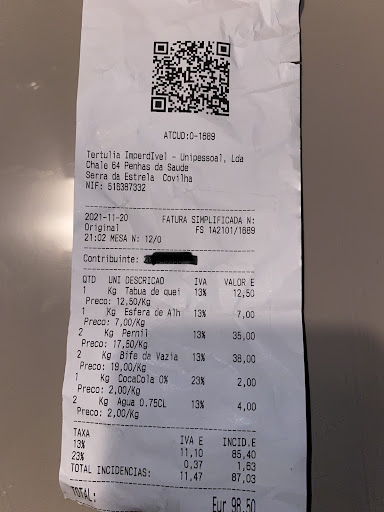 ATCUD:0-1669
Tertulia ImperdIvel - Unipessoal, Lda
Chale 64 Penhas da Saude
Serra da Estrela Covilha
NIF: 516387332
2021-11-20 FATURA SIMPLIFICADA N:
Original FS 1A2101/1669
21:02 MESA N: 12/0
Contribuinte:
QTD UNI DESCRICAO IVA VALOR E
1 Kg Tabua de quei 13% 12,50
Preco: 12,50/Kg
1 Kg Esfera de Alh 13% 7,00
Preco: 7,00/Kg
2 Kg Pernil 13% 35,00
Preco: 17,50/Kg
2 Kg Bife da Vazia 13% 38,00
Preco: 19,00/Kg
1 Kg CocaCola 0% 23% 2,00
Preco: 2,00/Kg
2 Kg Agua 0.75CL 13% 4,00
Preco: 2,00/Kg
TAXA IVA E INCID.E
13% 11,10 85,40
23% 0,37 1,63
TOTAL INCIDENCIAS: 11,47 87,03
TOTAL: Eur 98,50